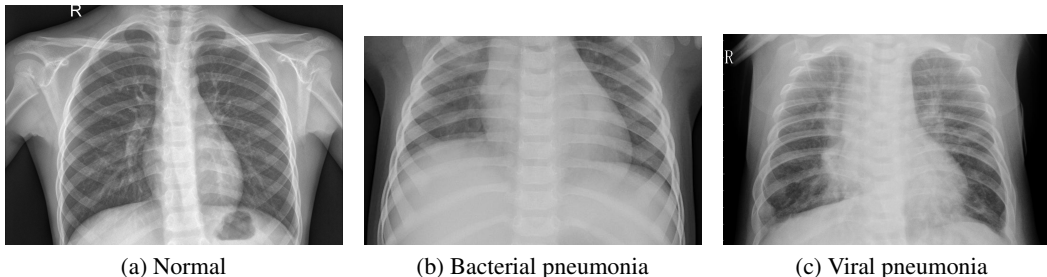 R
R
(a) Normal
(b) Bacterial pneumonia
(c) Viral pneumonia